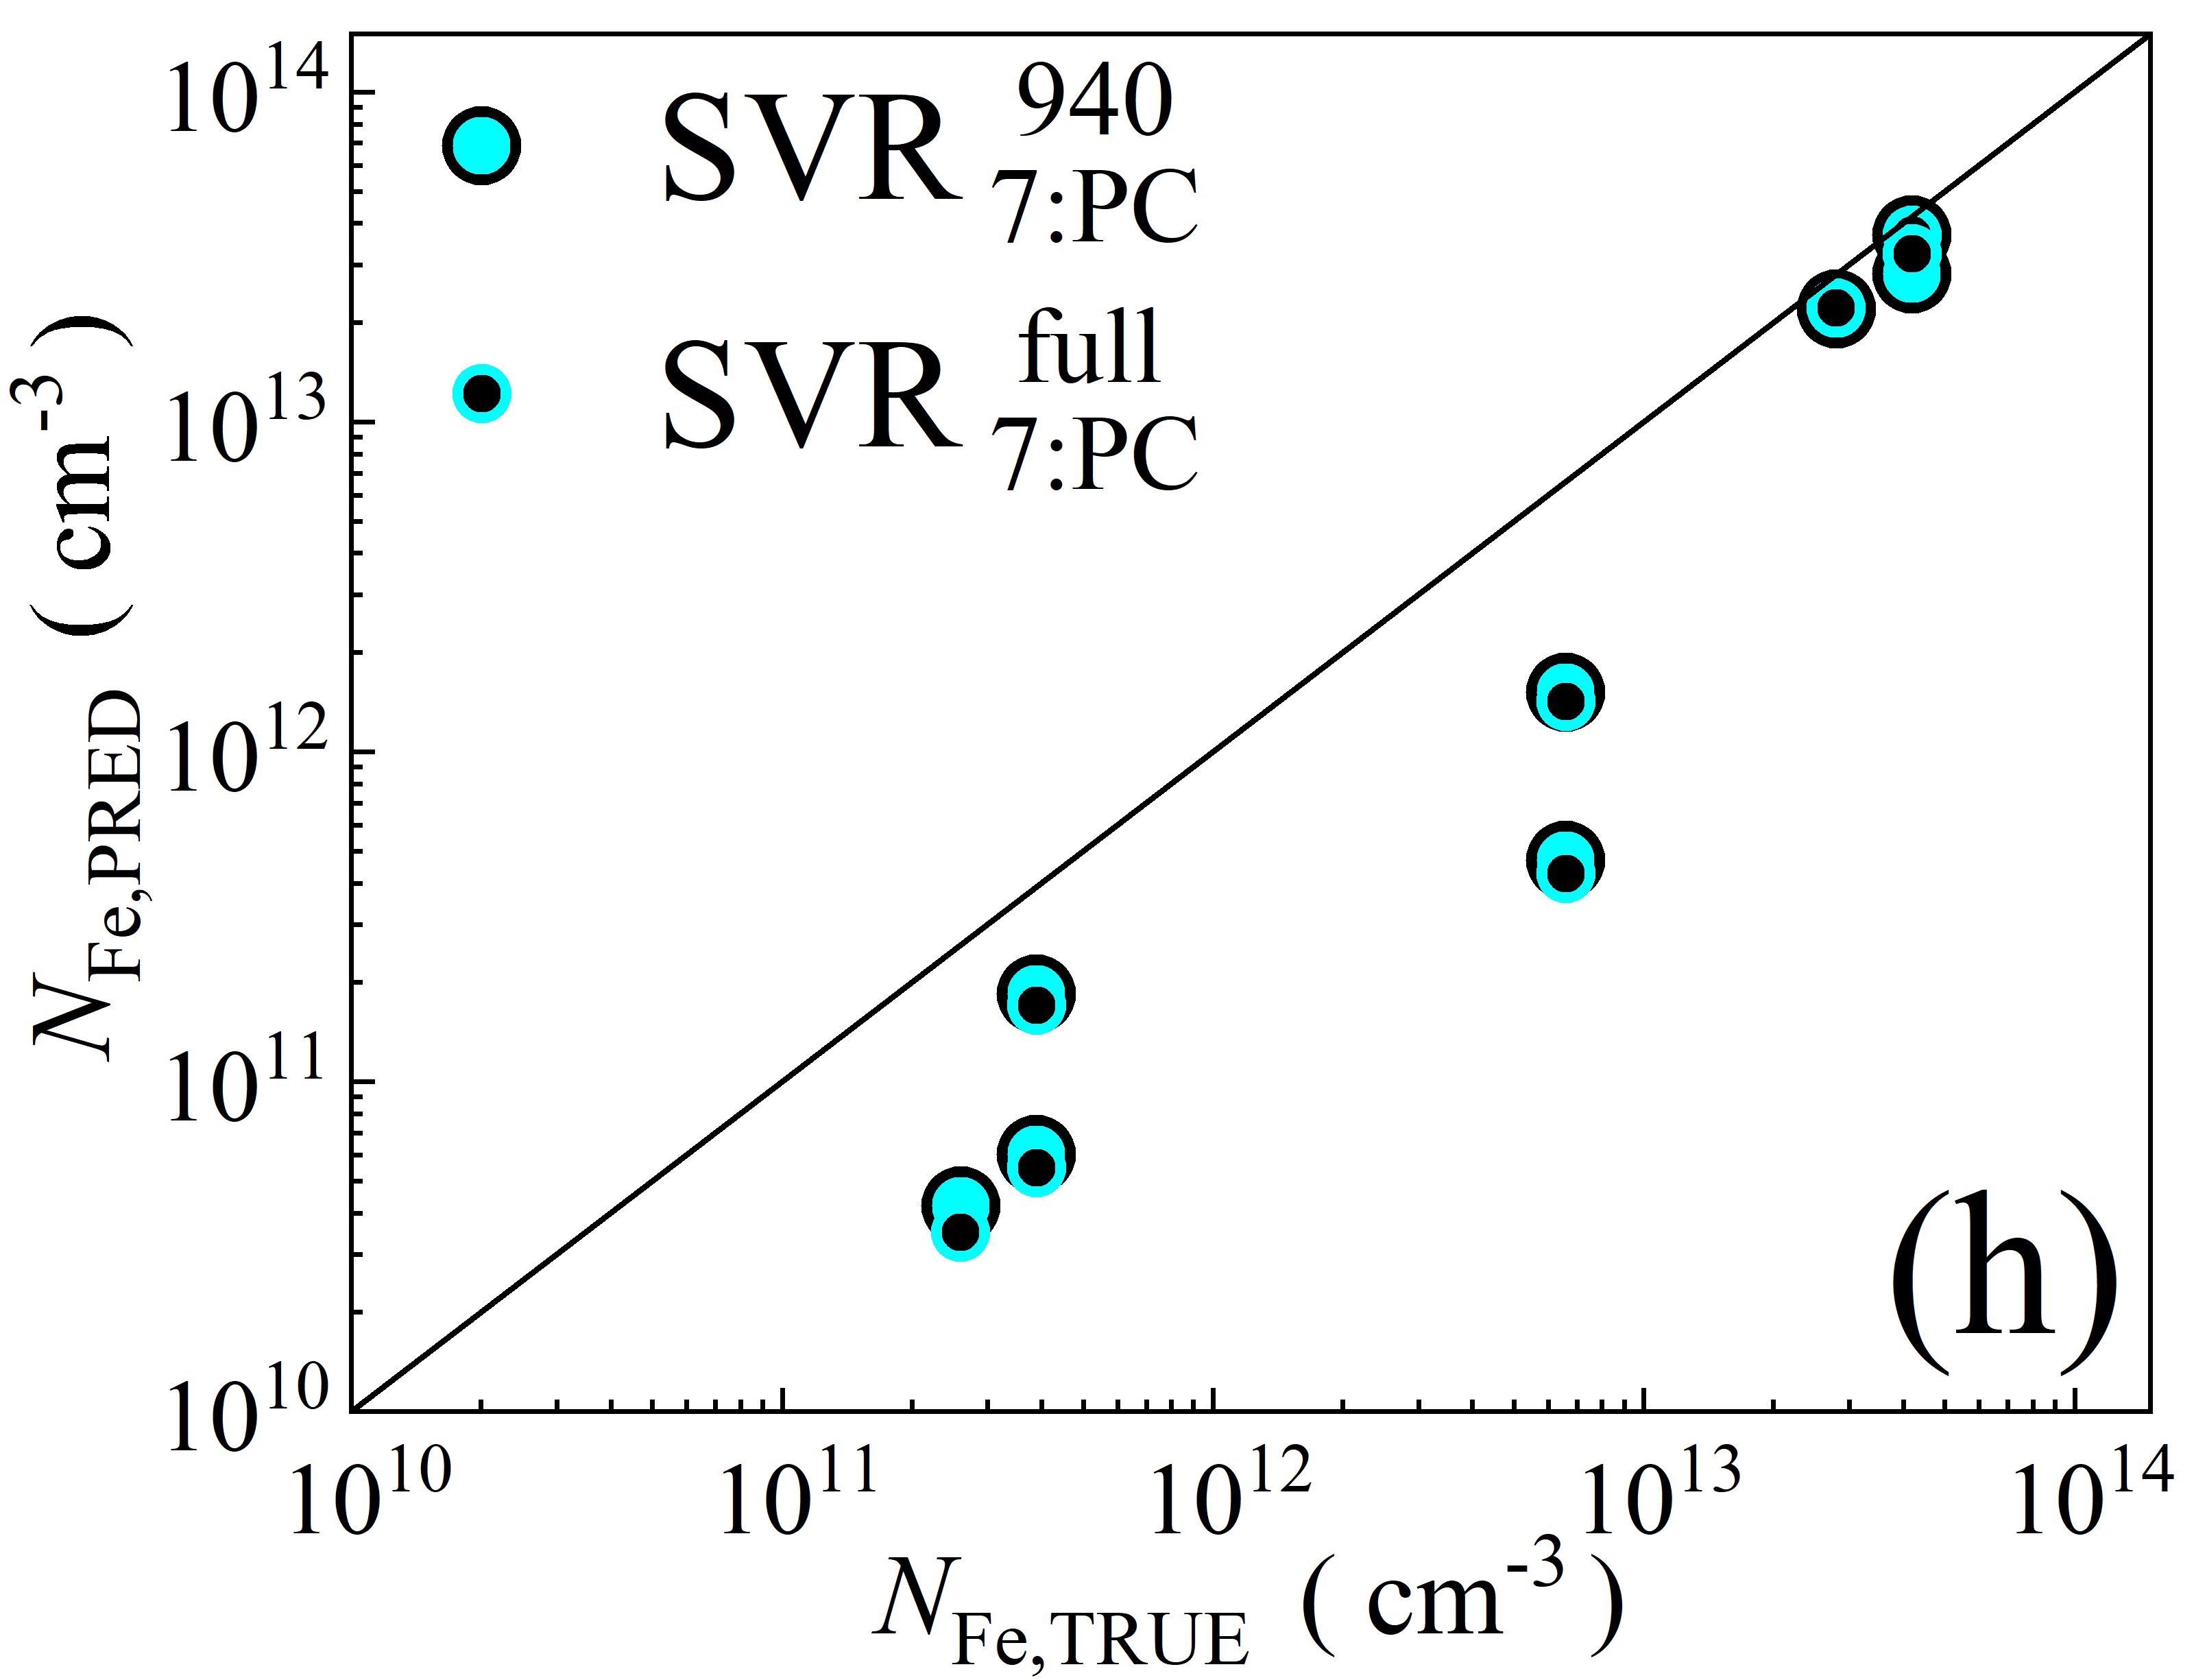 10^14
SVR 940 7:PC
SVR full 7:PC
10^13
10^12
10^11
10^10
N_Fe,PRED ( cm^-3 )
(h)
10^10 10^11 10^12 10^13 10^14
N_Fe,TRUE ( cm^-3 )